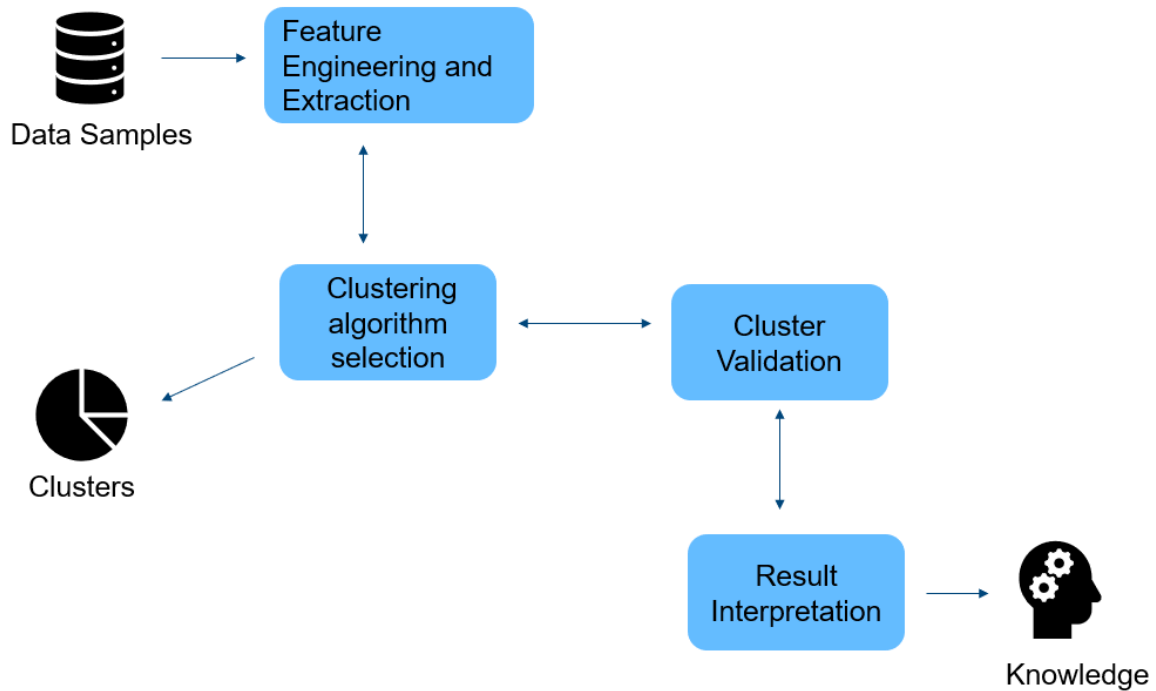 Feature
Engineering and
Extraction
Data Samples
Clustering
algorithm
selection
Cluster
Validation
Clusters
Result
Interpretation
Knowledge